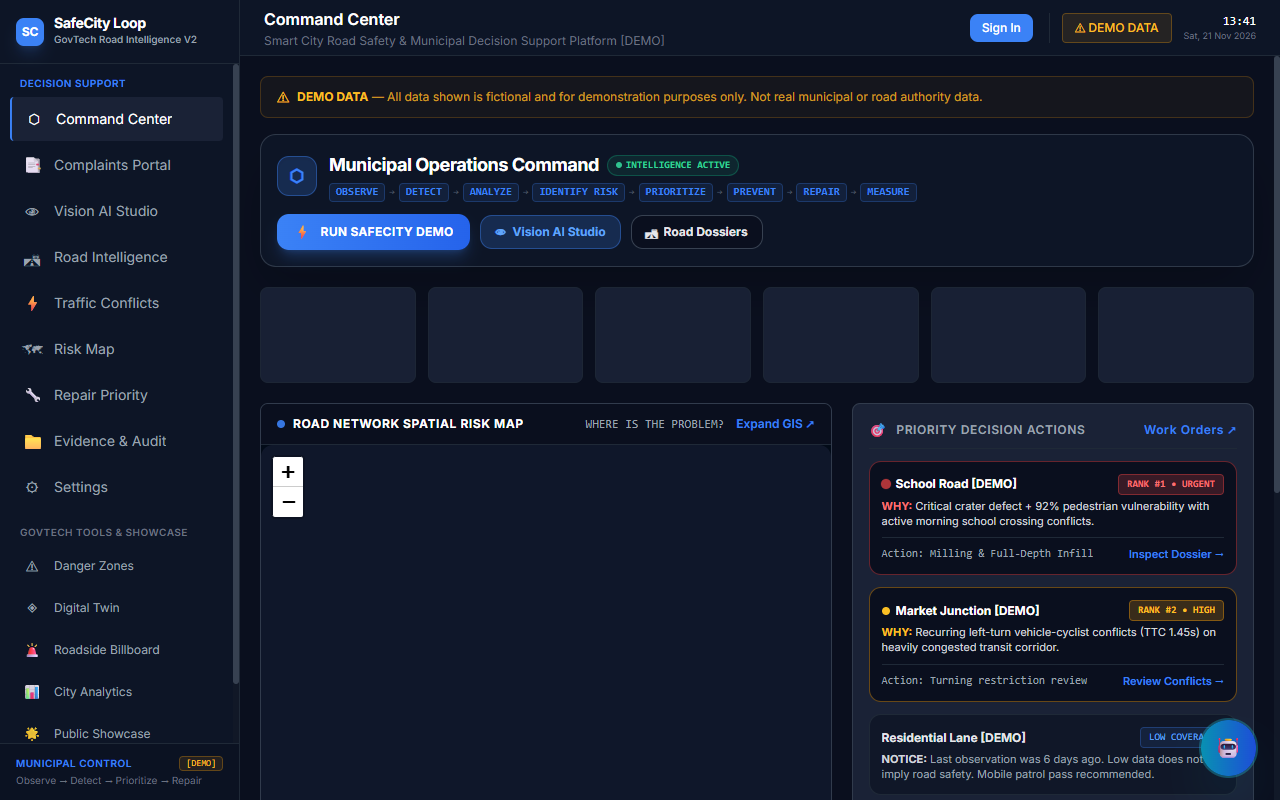 SC
SafeCity Loop
GovTech Road Intelligence V2
DECISION SUPPORT
Command Center
Complaints Portal
Vision AI Studio
Road Intelligence
Traffic Conflicts
Risk Map
Repair Priority
Evidence & Audit
Settings
GOVTECH TOOLS & SHOWCASE
Danger Zones
Digital Twin
Roadside Billboard
City Analytics
Public Showcase
MUNICIPAL CONTROL [DEMO]
Observe → Detect → Prioritize → Repair
Command Center
Smart City Road Safety & Municipal Decision Support Platform [DEMO]
Sign In
⚠ DEMO DATA
13:41
Sat, 21 Nov 2026
⚠ DEMO DATA — All data shown is fictional and for demonstration purposes only. Not real municipal or road authority data.
Municipal Operations Command
INTELLIGENCE ACTIVE
OBSERVE → DETECT → ANALYZE → IDENTIFY RISK → PRIORITIZE → PREVENT → REPAIR → MEASURE
RUN SAFECITY DEMO
Vision AI Studio
Road Dossiers
ROAD NETWORK SPATIAL RISK MAP
WHERE IS THE PROBLEM?
Expand GIS ↗
+
−
PRIORITY DECISION ACTIONS
Work Orders ↗
School Road [DEMO]
RANK #1 • URGENT
WHY: Critical crater defect + 92% pedestrian vulnerability with
active morning school crossing conflicts.
Action: Milling & Full-Depth Infill
Inspect Dossier →
Market Junction [DEMO]
RANK #2 • HIGH
WHY: Recurring left-turn vehicle-cyclist conflicts (TTC 1.45s) on
heavily congested transit corridor.
Action: Turning restriction review
Review Conflicts →
Residential Lane [DEMO]
LOW
NOTICE: Last observation was 6 days ago. Low data does not
imply road safety. Mobile patrol pass recommended.